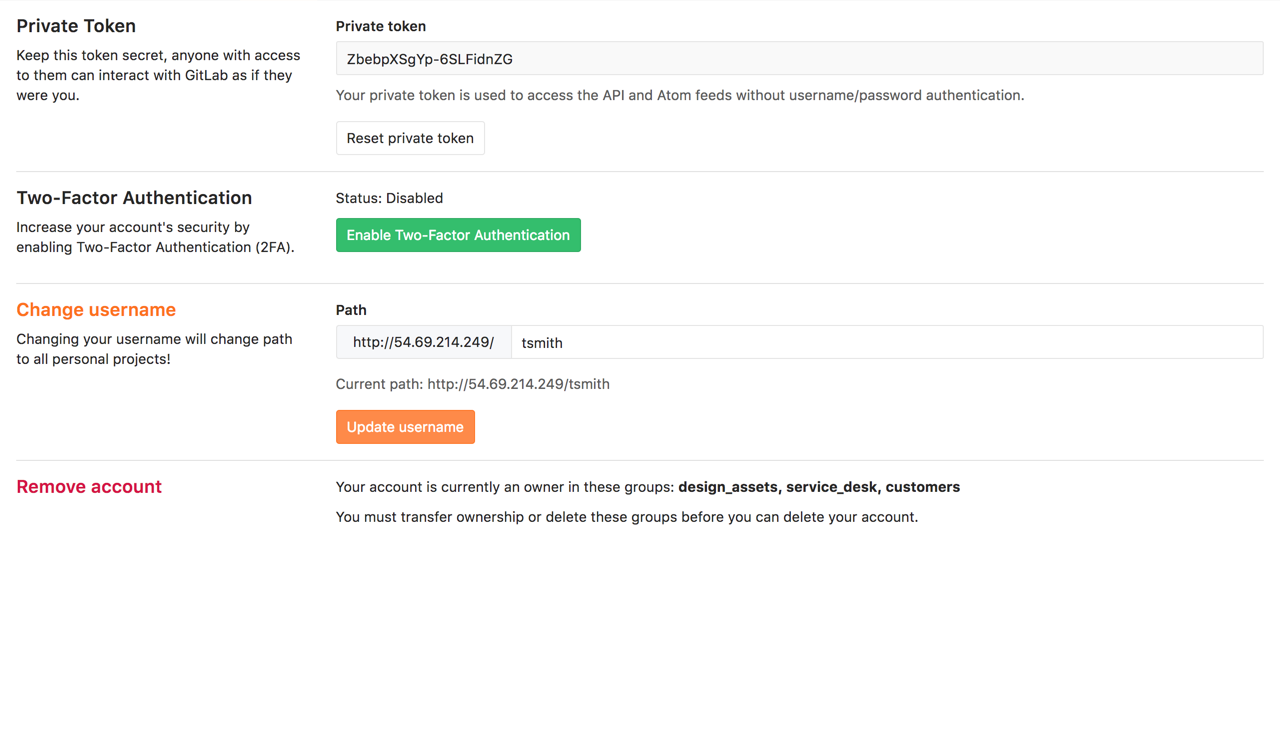 Private Token
Keep this token secret, anyone with access
to them can interact with GitLab as if they
were you.
Private token
ZbebpXSgYp-6SLFidnZG
Your private token is used to access the API and Atom feeds without username/password authentication.
Reset private token
Two-Factor Authentication
Increase your account's security by
enabling Two-Factor Authentication (2FA).
Status: Disabled
Enable Two-Factor Authentication
Change username
Changing your username will change path
to all personal projects!
Path
http://54.69.214.249/ tsmith
Current path: http://54.69.214.249/tsmith
Update username
Remove account
Your account is currently an owner in these groups: design_assets, service_desk, customers
You must transfer ownership or delete these groups before you can delete your account.